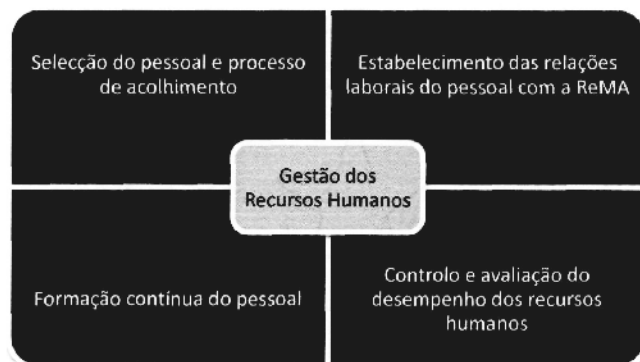 Selecção do pessoal e processo
de acolhimento
Estabelecimento das relações
laborais do pessoal com a ReMA
Gestão dos
Recursos Humanos
Formação contínua do pessoal
Controlo e avaliação do
desempenho dos recursos
humanos